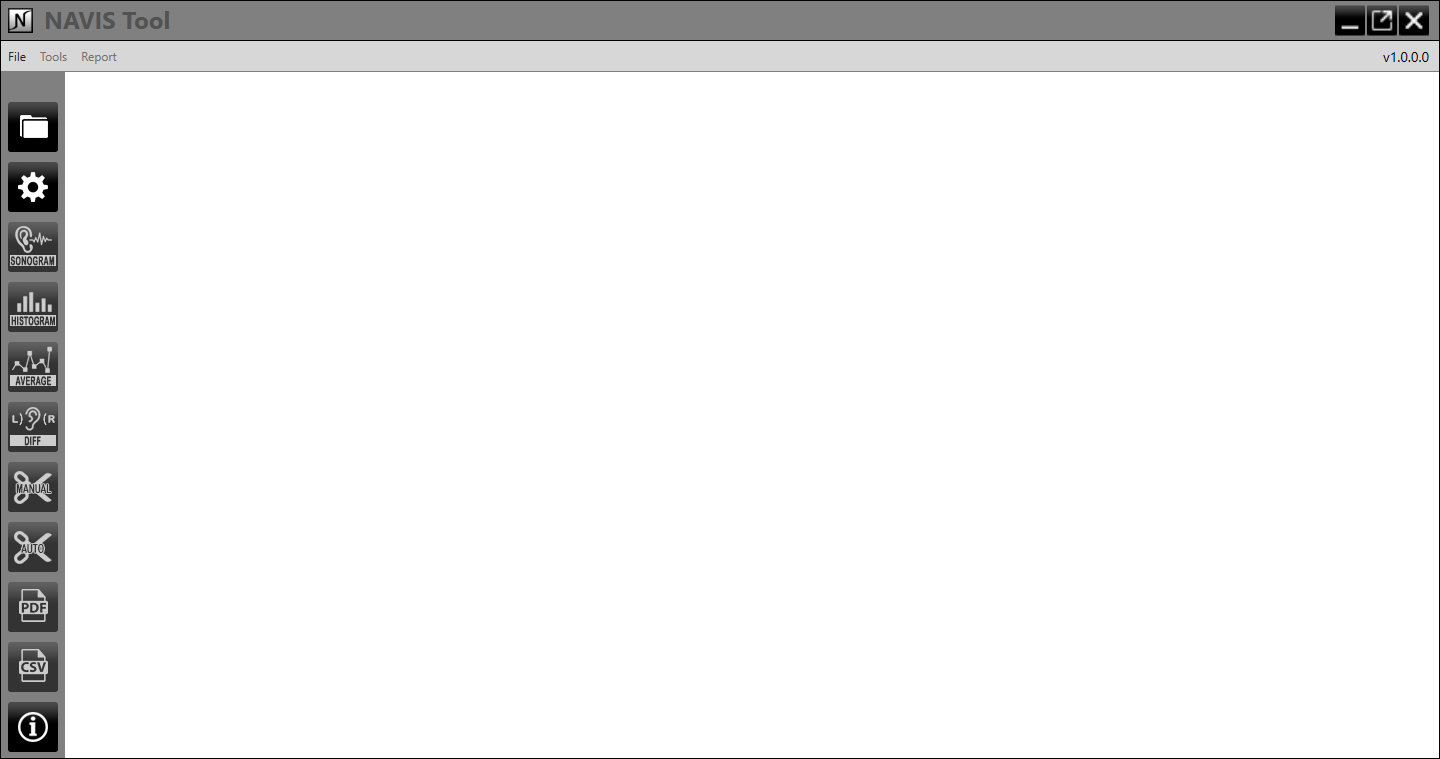 N NAVIS Tool
File Tools Report v1.0.0.0
SONOGRAM
HISTOGRAM
AVERAGE
L) (R
DIFF
MANUAL
AUTO
PDF
CSV
i